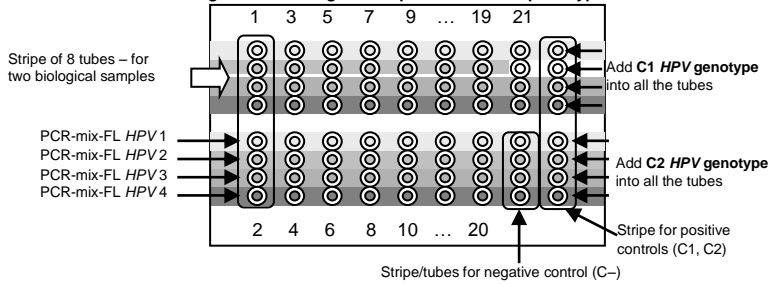 1 3 5 7 9 … 19 21
Stripe of 8 tubes – for
two biological samples
Add C1 HPV genotype
into all the tubes
PCR-mix-FL HPV 1
PCR-mix-FL HPV 2
PCR-mix-FL HPV 3
PCR-mix-FL HPV 4
Add C2 HPV genotype
into all the tubes
2 4 6 8 10 … 20
Stripe for positive
controls (C1, C2)
Stripe/tubes for negative control (C–)